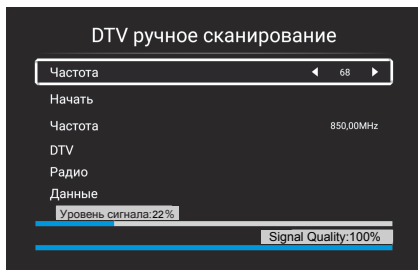 DTV ручное сканирование
Частота 68
Начать
Частота 850,00MHz
DTV
Радио
Данные
Уровень сигнала:22%
Signal Quality:100%